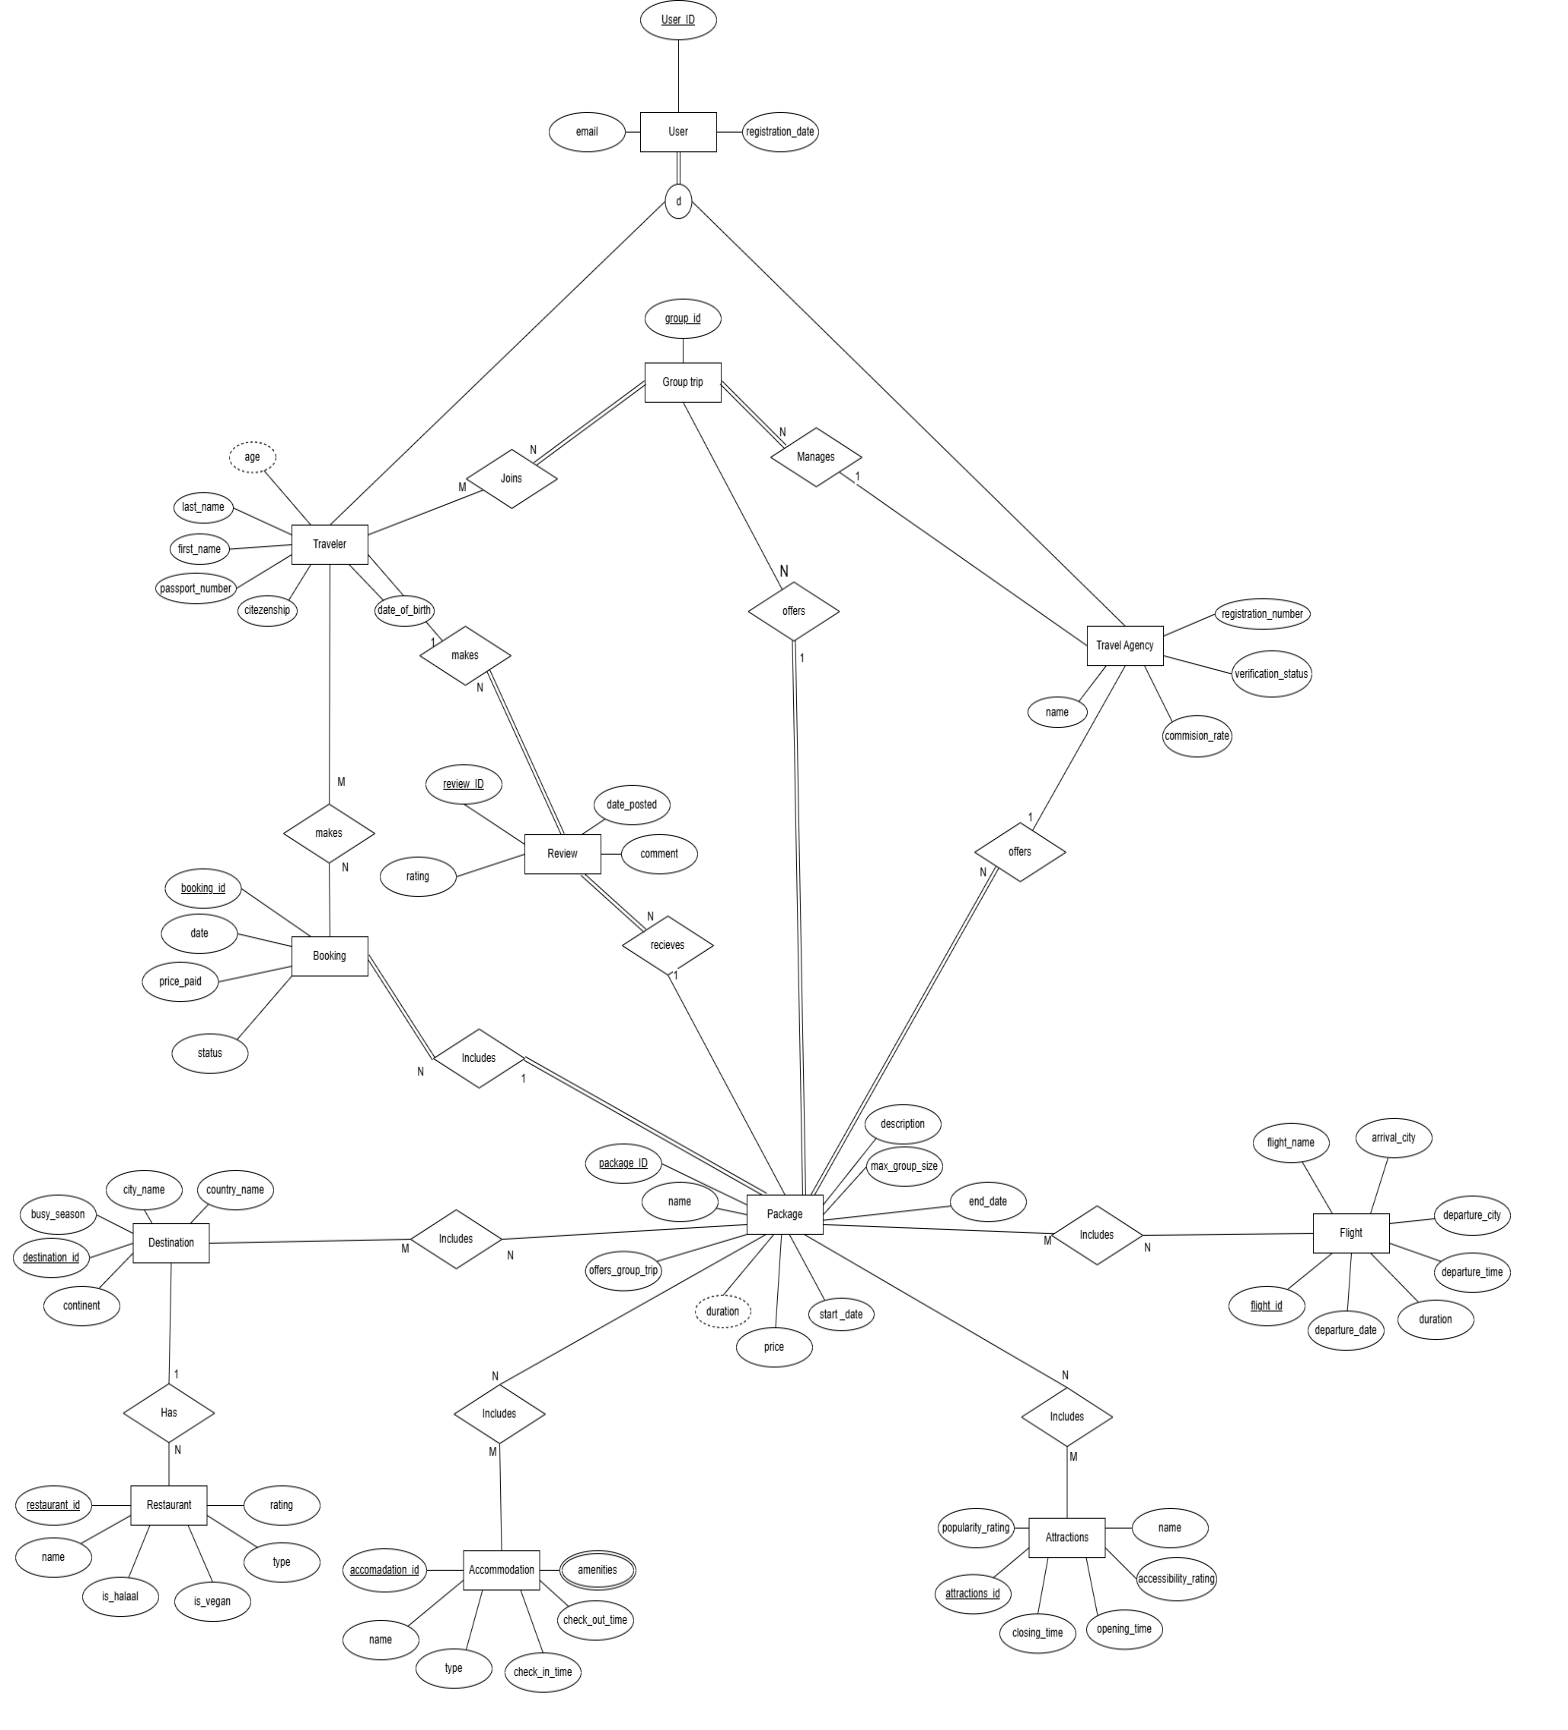 User_ID
email
User
registration_date
d
group_id
Group trip
N
N
Manages
1
age
Joins
M
last_name
Traveler
first_name
passport_number
citezenship
date_of_birth
N
offers
1
registration_number
Travel Agency
verification_status
name
commision_rate
1
makes
N
M
review_ID
date_posted
makes
Review
comment
rating
N
1
offers
N
booking_id
date
Booking
price_paid
status
N
recieves
1
Includes
N
1
description
package_ID
max_group_size
name
Package
end_date
offers_group_trip
duration
start _date
price
flight_name
arrival_city
departure_city
Flight
departure_time
flight_id
departure_date
duration
Includes
M
N
city_name
country_name
busy_season
Destination
destination_id
continent
Includes
M
N
1
Has
N
restaurant_id
Restaurant
rating
name
type
is_halaal
is_vegan
N
Includes
M
accomadation_id
Accommodation
amenities
check_out_time
name
type
check_in_time
N
Includes
M
popularity_rating
Attractions
name
accessibility_rating
attractions_id
closing_time
opening_time